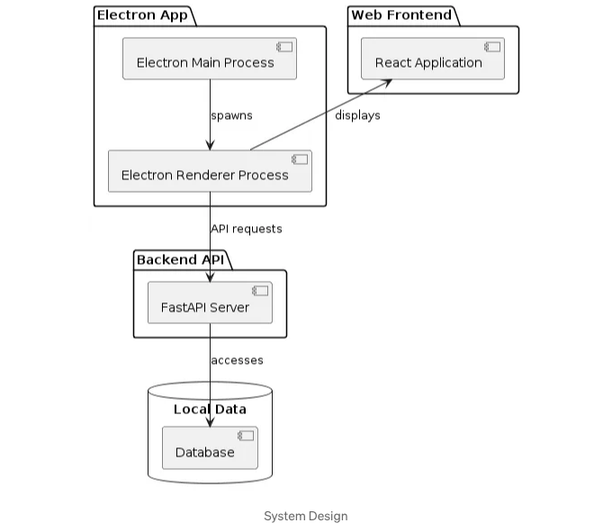 Electron App
Web Frontend
Electron Main Process
React Application
spawns
displays
Electron Renderer Process
API requests
Backend API
FastAPI Server
accesses
Local Data
Database
System Design